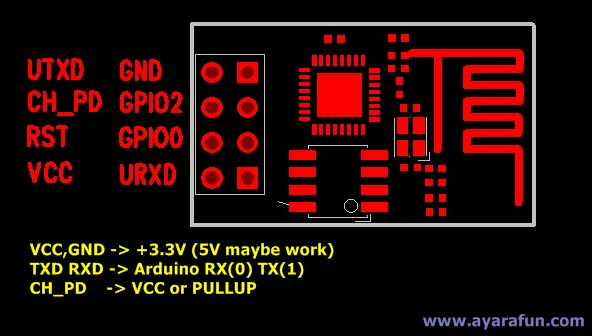 UTXD GND
CH_PD GPIO2
RST GPIO0
VCC URXD
VCC,GND -> +3.3V (5V maybe work)
TXD RXD -> Arduino RX(0) TX(1)
CH_PD -> VCC or PULLUP
www.ayarafun.com